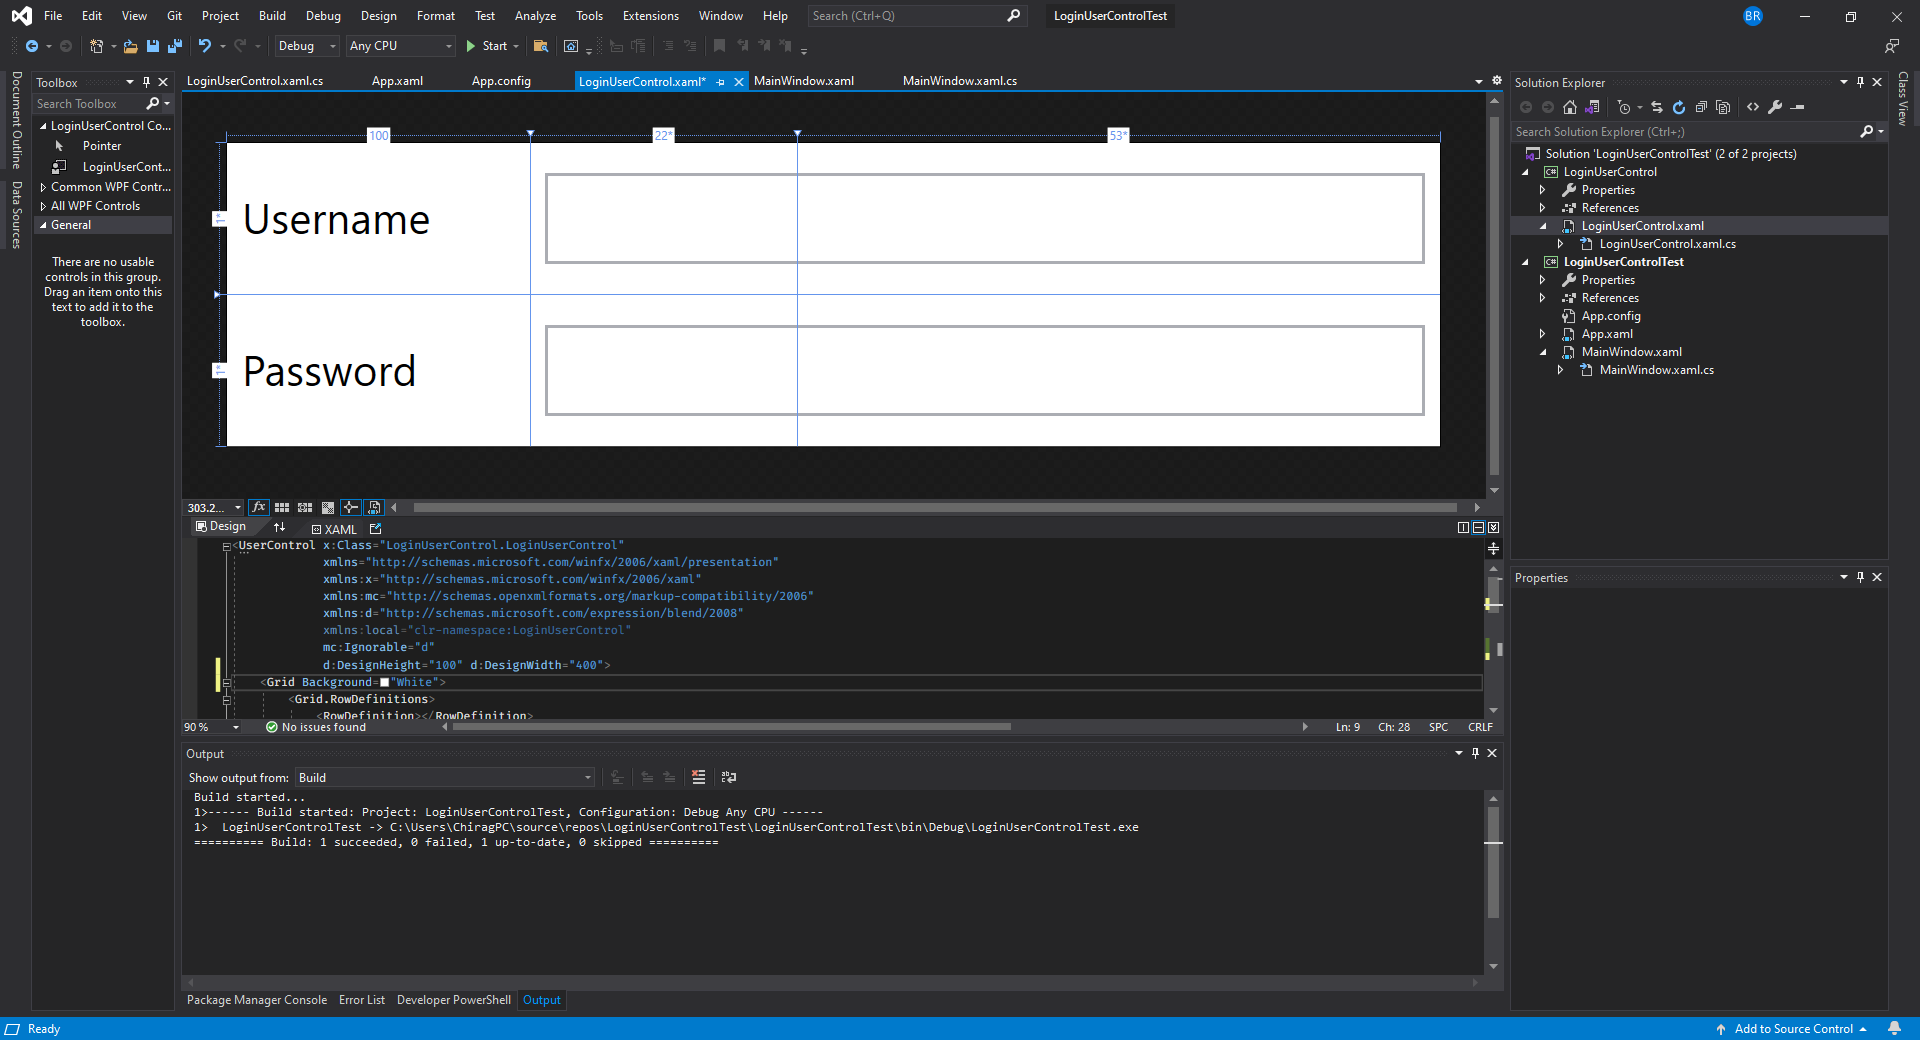 File Edit View Git Project Build Debug Design Format Test Analyze Tools Extensions Window Help Search (Ctrl+Q) LoginUserControlTest BR
Debug Any CPU Start
Document Outline
Data Sources
Toolbox
Search Toolbox
LoginUserControl Co...
Pointer
LoginUserCont...
Common WPF Contr...
All WPF Controls
General
There are no usable
controls in this group.
Drag an item onto this
text to add it to the
toolbox.
LoginUserControl.xaml.cs App.xaml App.config LoginUserControl.xaml* MainWindow.xaml MainWindow.xaml.cs
100 22* 53*
1*
Username
1*
Password
303.2... fx
Design XAML
<UserControl x:Class="LoginUserControl.LoginUserControl"
xmlns="http://schemas.microsoft.com/winfx/2006/xaml/presentation"
xmlns:x="http://schemas.microsoft.com/winfx/2006/xaml"
xmlns:mc="http://schemas.openxmlformats.org/markup-compatibility/2006"
xmlns:d="http://schemas.microsoft.com/expression/blend/2008"
xmlns:local="clr-namespace:LoginUserControl"
mc:Ignorable="d"
d:DesignHeight="100" d:DesignWidth="400">
<Grid Background="White">
<Grid.RowDefinitions>
<RowDefinition></RowDefinition>
90 % No issues found Ln: 9 Ch: 28 SPC CRLF
Output
Show output from: Build
Build started...
1>------ Build started: Project: LoginUserControlTest, Configuration: Debug Any CPU ------
1>  LoginUserControlTest -> C:\Users\ChiragPC\source\repos\LoginUserControlTest\LoginUserControlTest\bin\Debug\LoginUserControlTest.exe
========== Build: 1 succeeded, 0 failed, 1 up-to-date, 0 skipped ==========
Package Manager Console Error List Developer PowerShell Output
Solution Explorer
Search Solution Explorer (Ctrl+;)
Solution 'LoginUserControlTest' (2 of 2 projects)
C# LoginUserControl
Properties
References
LoginUserControl.xaml
LoginUserControl.xaml.cs
C# LoginUserControlTest
Properties
References
App.config
App.xaml
MainWindow.xaml
MainWindow.xaml.cs
Properties
Class View
Ready Add to Source Control